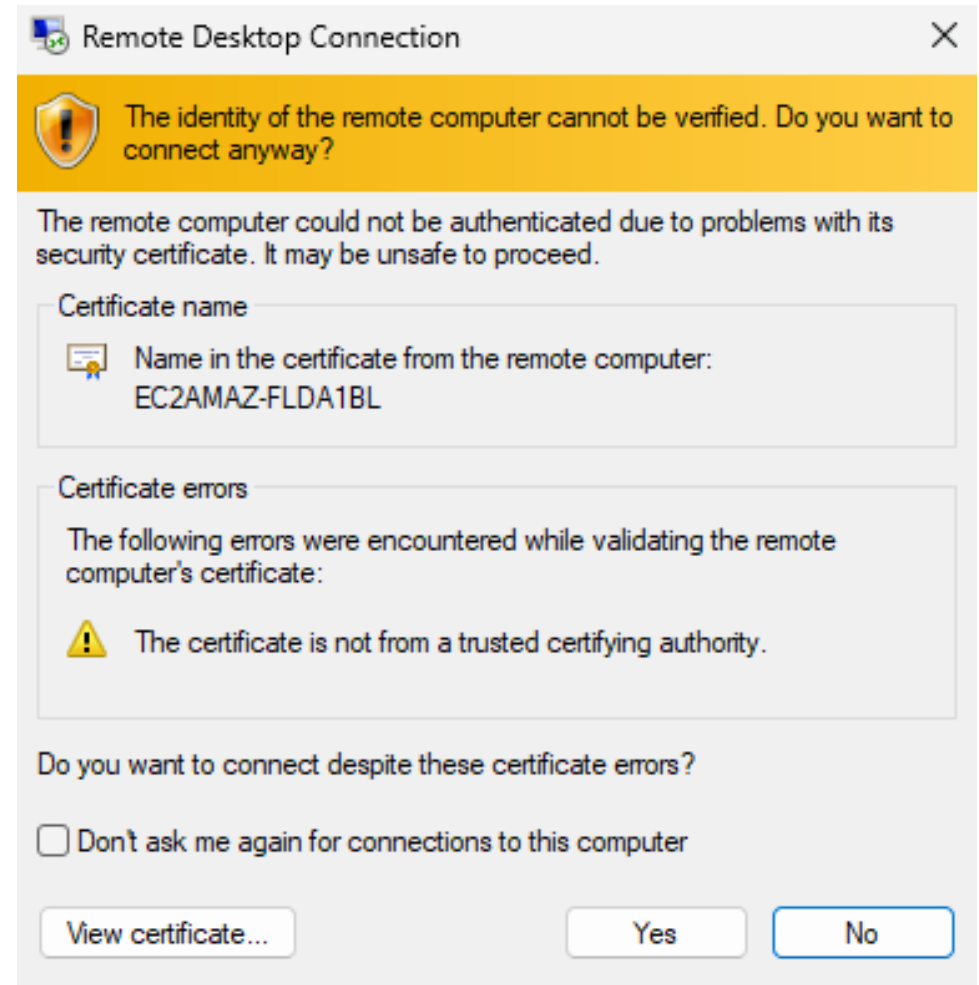 Remote Desktop Connection
The identity of the remote computer cannot be verified. Do you want to
connect anyway?
The remote computer could not be authenticated due to problems with its
security certificate. It may be unsafe to proceed.
Certificate name
Name in the certificate from the remote computer:
EC2AMAZ-FLDA1BL
Certificate errors
The following errors were encountered while validating the remote
computer's certificate:
The certificate is not from a trusted certifying authority.
Do you want to connect despite these certificate errors?
Don't ask me again for connections to this computer
View certificate... Yes No